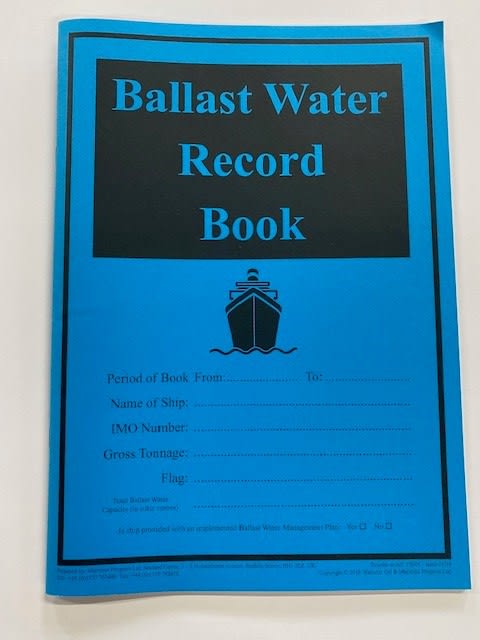 Ballast Water
Record
Book
Period of Book From:........................ To:............................
Name of Ship: ........................................................................
IMO Number: ........................................................................
Gross Tonnage: ........................................................................
Flag: ........................................................................
Total Ballast Water
Capacity (in cubic metres) ........................................................................
Is ship provided with an implemented Ballast Water Management Plan: Yes ☐ No ☐